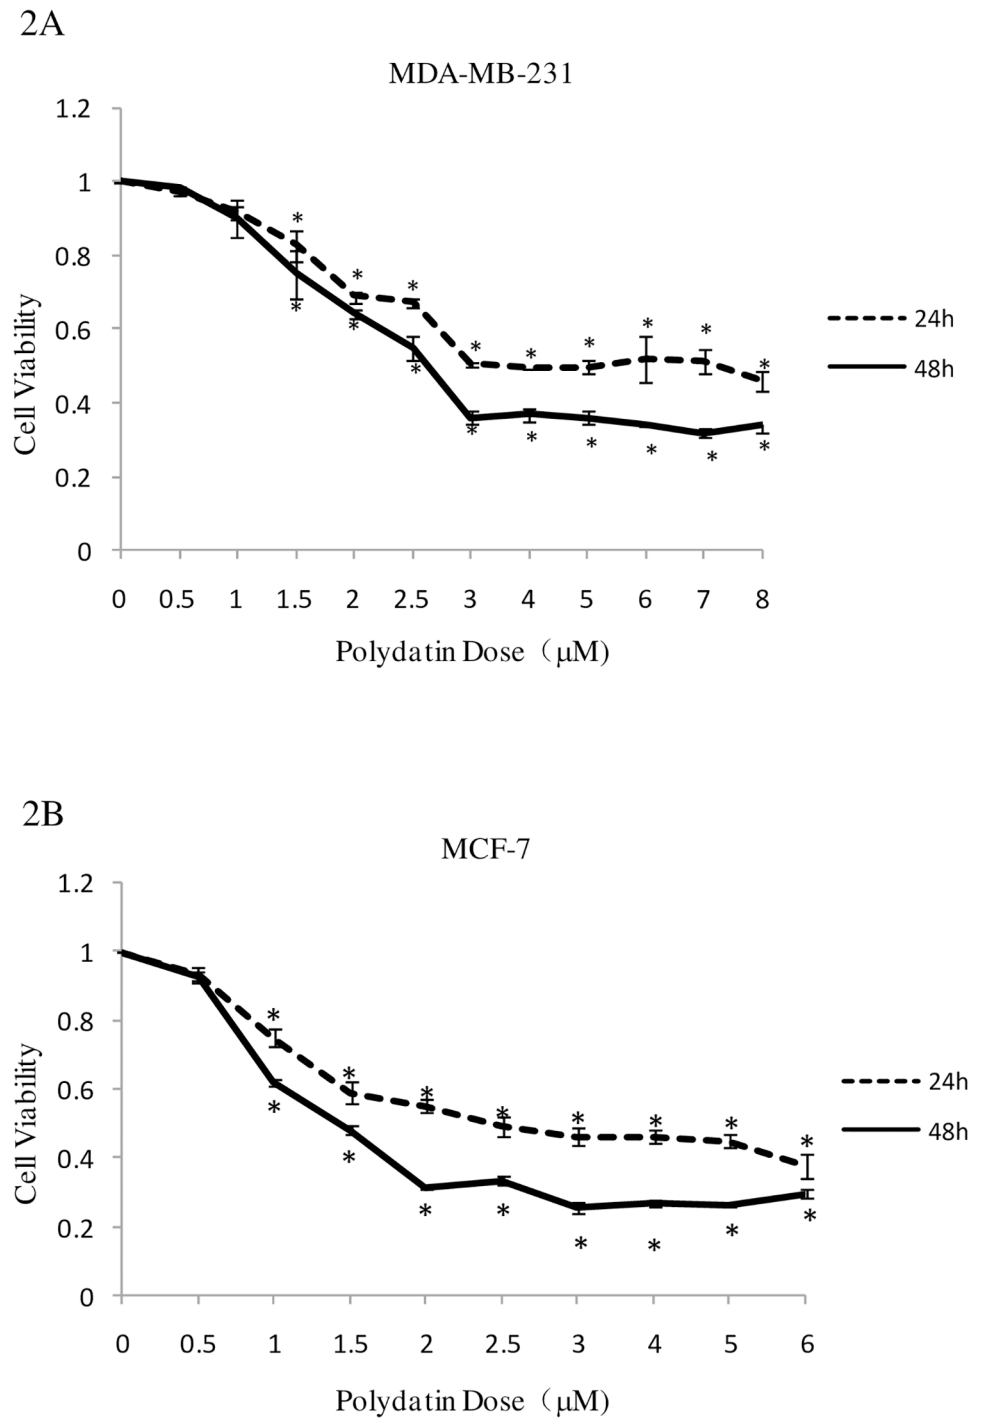 2A
MDA-MB-231
1.2
1
0.8
0.6
0.4
0.2
0
Cell Viability
* * * * * * * * *
* * * * * * * * *
24h
48h
0 0.5 1 1.5 2 2.5 3 4 5 6 7 8
Polydatin Dose（μM)
2B
MCF-7
1.2
1
0.8
0.6
0.4
0.2
0
Cell Viability
* * * * * * * *
* * * * * * * *
24h
48h
0 0.5 1 1.5 2 2.5 3 4 5 6
Polydatin Dose（μM)